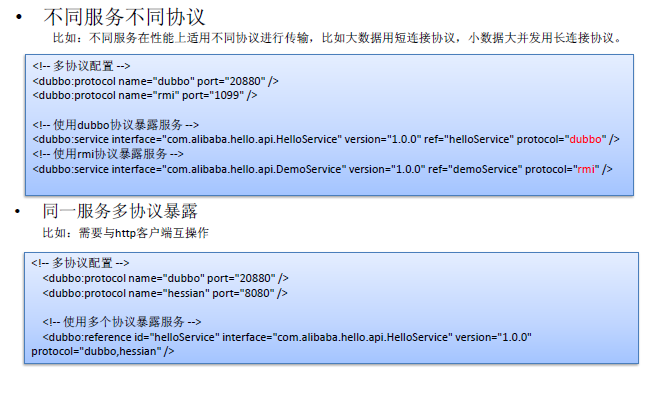 • 不同服务不同协议
比如：不同服务在性能上适用不同协议进行传输，比如大数据用短连接协议，小数据大并发用长连接协议。
<!-- 多协议配置 -->
<dubbo:protocol name="dubbo" port="20880" />
<dubbo:protocol name="rmi" port="1099" />
<!-- 使用dubbo协议暴露服务 -->
<dubbo:service interface="com.alibaba.hello.api.HelloService" version="1.0.0" ref="helloService" protocol="dubbo" />
<!-- 使用rmi协议暴露服务 -->
<dubbo:service interface="com.alibaba.hello.api.DemoService" version="1.0.0" ref="demoService" protocol="rmi" />
• 同一服务多协议暴露
比如：需要与http客户端互操作
<!-- 多协议配置 -->
<dubbo:protocol name="dubbo" port="20880" />
<dubbo:protocol name="hessian" port="8080" />
<!-- 使用多个协议暴露服务 -->
<dubbo:reference id="helloService" interface="com.alibaba.hello.api.HelloService" version="1.0.0"
protocol="dubbo,hessian" />